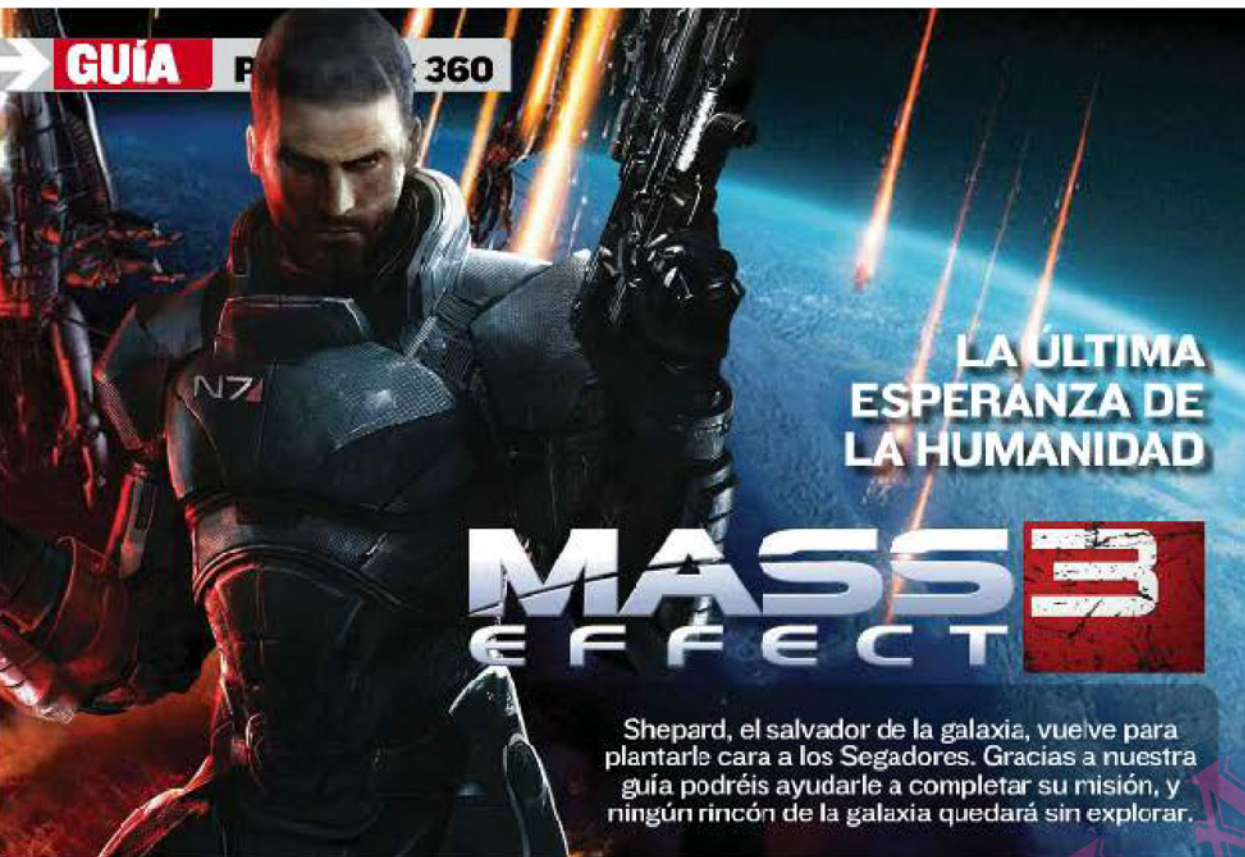 GUÍA
360
LA ÚLTIMA
ESPERANZA DE
LA HUMANIDAD
N7
MASS 3
EFFECT
Shepard, el salvador de la galaxia, vuelve para
plantarle cara a los Segadores. Gracias a nuestra
guía podréis ayudarle a completar su misión, y
ningún rincón de la galaxia quedará sin explorar.